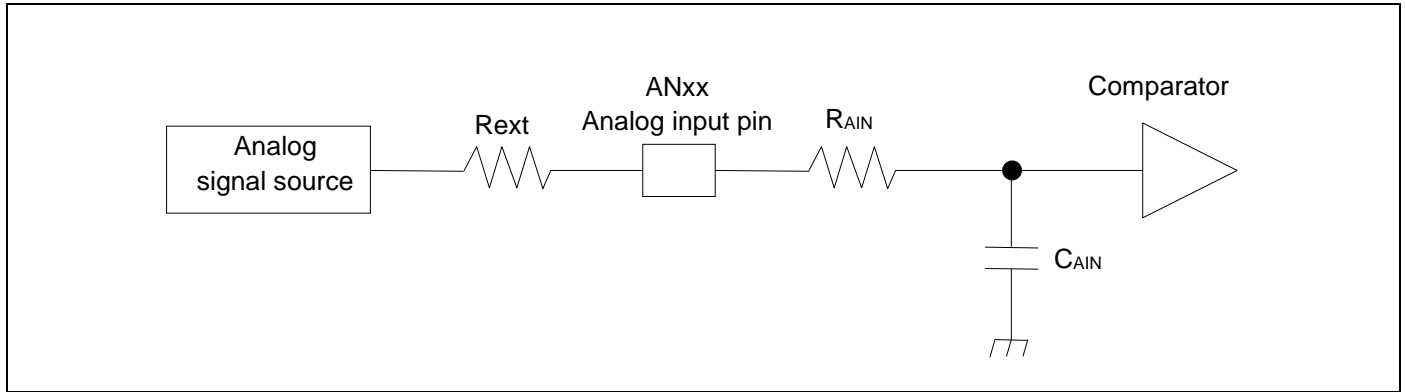 Analog
signal source
Rext
ANxx
Analog input pin
RAIN
Comparator
CAIN